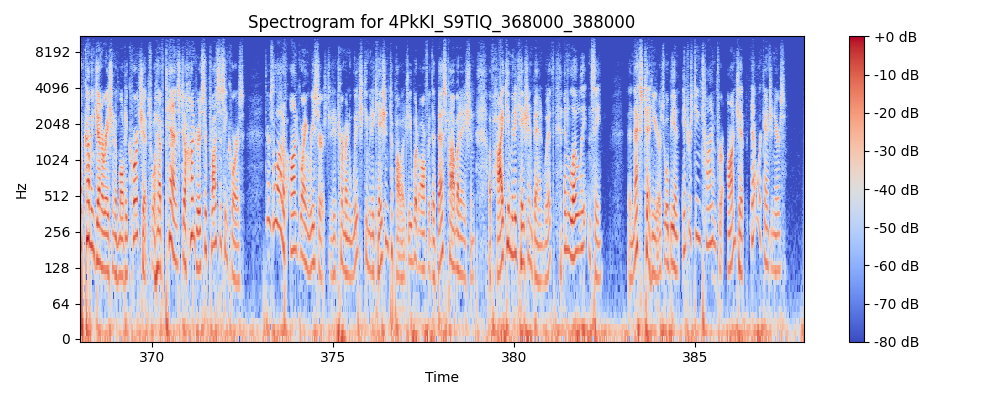 Spectrogram for 4PkKI_S9TIQ_368000_388000
8192
4096
2048
1024
512
256
128
64
0
Hz
370
375
380
385
Time
+0 dB
-10 dB
-20 dB
-30 dB
-40 dB
-50 dB
-60 dB
-70 dB
-80 dB